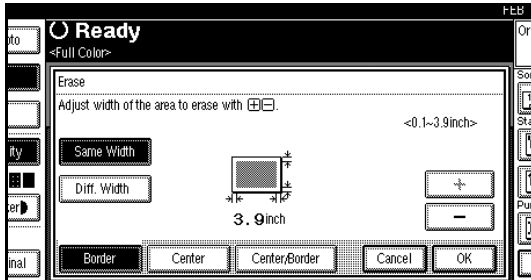 FEB
Ready
<Full Color>
Erase
Adjust width of the area to erase with ⊞⊟.
<0.1~3.9inch>
Same Width
Diff. Width
3.9inch
+
−
Border
Center
Center/Border
Cancel
OK